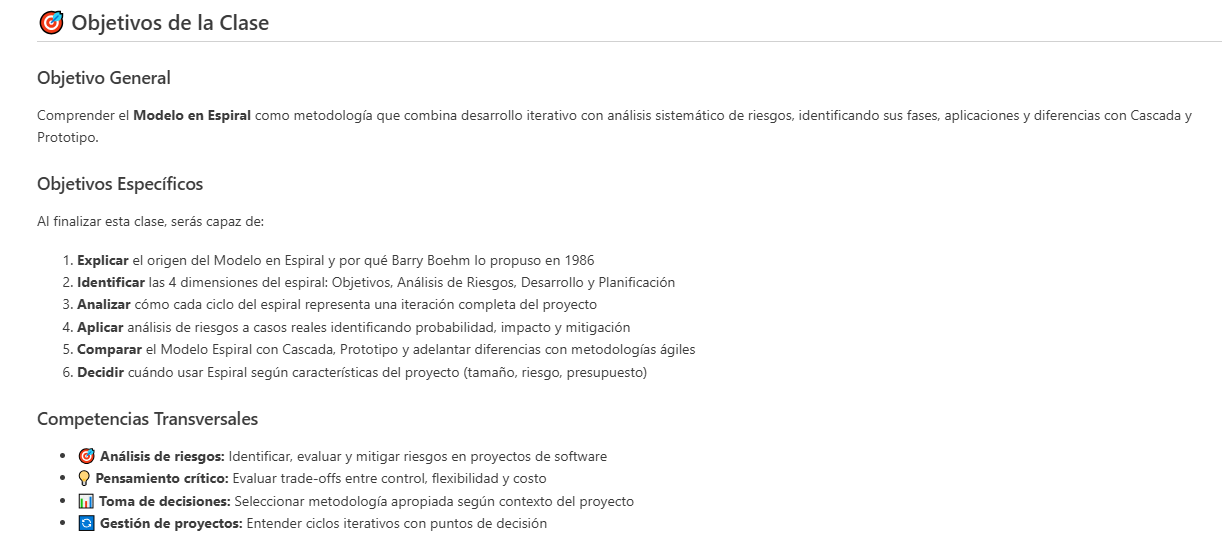 🎯 Objetivos de la Clase
Objetivo General
Comprender el Modelo en Espiral como metodología que combina desarrollo iterativo con análisis sistemático de riesgos, identificando sus fases, aplicaciones y diferencias con Cascada y
Prototipo.
Objetivos Específicos
Al finalizar esta clase, serás capaz de:
1. Explicar el origen del Modelo en Espiral y por qué Barry Boehm lo propuso en 1986
2. Identificar las 4 dimensiones del espiral: Objetivos, Análisis de Riesgos, Desarrollo y Planificación
3. Analizar cómo cada ciclo del espiral representa una iteración completa del proyecto
4. Aplicar análisis de riesgos a casos reales identificando probabilidad, impacto y mitigación
5. Comparar el Modelo Espiral con Cascada, Prototipo y adelantar diferencias con metodologías ágiles
6. Decidir cuándo usar Espiral según características del proyecto (tamaño, riesgo, presupuesto)
Competencias Transversales
• 🎯 Análisis de riesgos: Identificar, evaluar y mitigar riesgos en proyectos de software
• 💡 Pensamiento crítico: Evaluar trade-offs entre control, flexibilidad y costo
• 📊 Toma de decisiones: Seleccionar metodología apropiada según contexto del proyecto
• 🔄 Gestión de proyectos: Entender ciclos iterativos con puntos de decisión